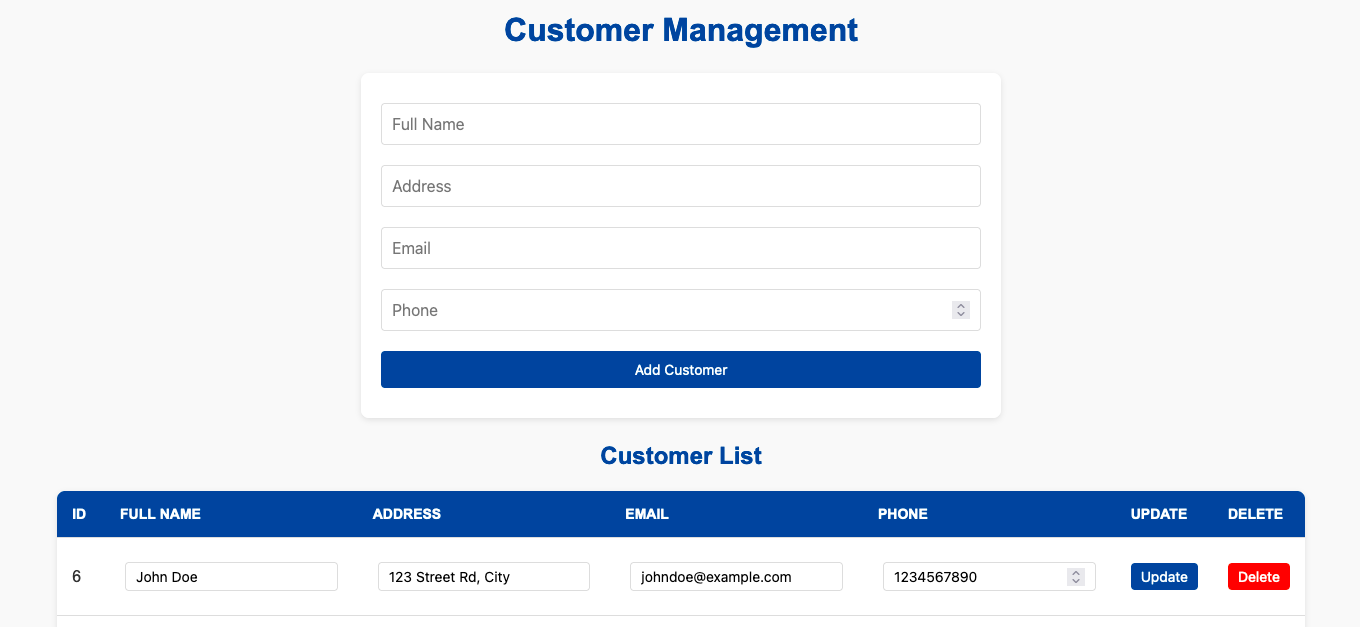 Customer Management
Full Name
Address
Email
Phone
Add Customer
Customer List
ID FULL NAME ADDRESS EMAIL PHONE UPDATE DELETE
6 John Doe 123 Street Rd, City johndoe@example.com 1234567890 Update Delete